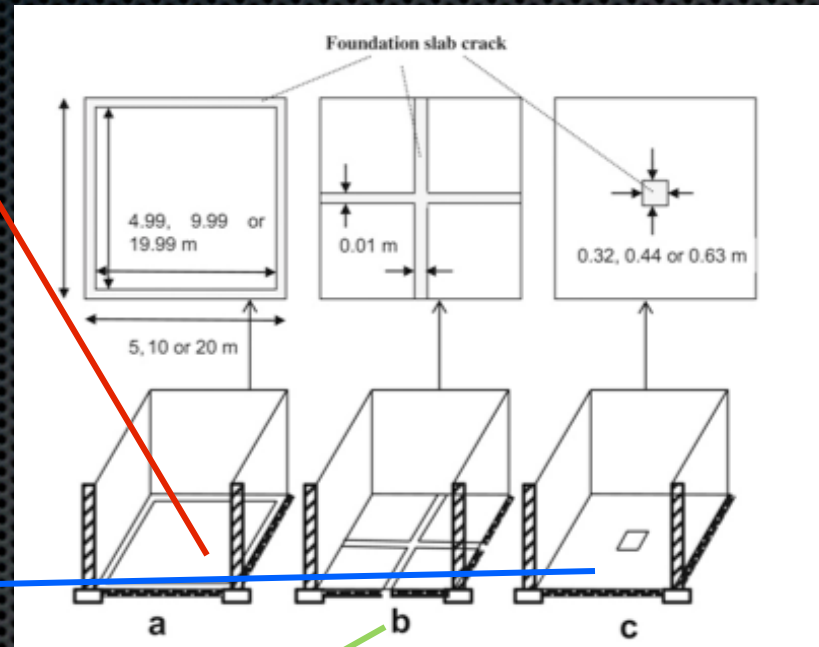 Foundation slab crack
4.99, 9.99 or
19.99 m
0.01 m
0.32, 0.44 or 0.63 m
5, 10 or 20 m
a
b
c